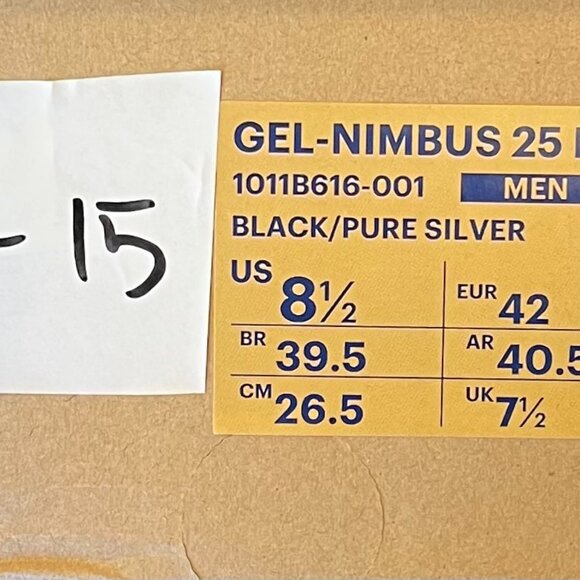 - 15
GEL-NIMBUS 25
1011B616-001 MEN
BLACK/PURE SILVER
US 8½ EUR 42
BR 39.5 AR 40.5
CM 26.5 UK 7½